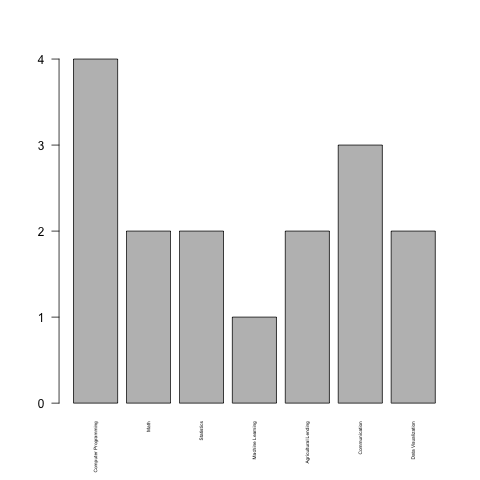 4
3
2
1
0
Computer Programming
Math
Statistics
Machine Learning
Agricultural Lending
Communication
Data Visualization